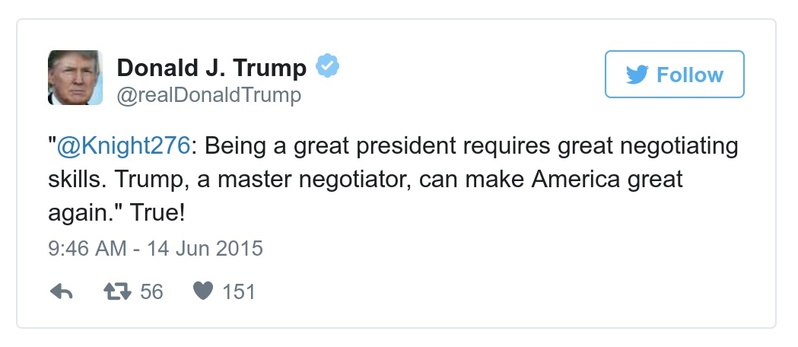 Donald J. Trump
@realDonaldTrump
Follow
"@Knight276: Being a great president requires great negotiating
skills. Trump, a master negotiator, can make America great
again." True!
9:46 AM - 14 Jun 2015
56 151